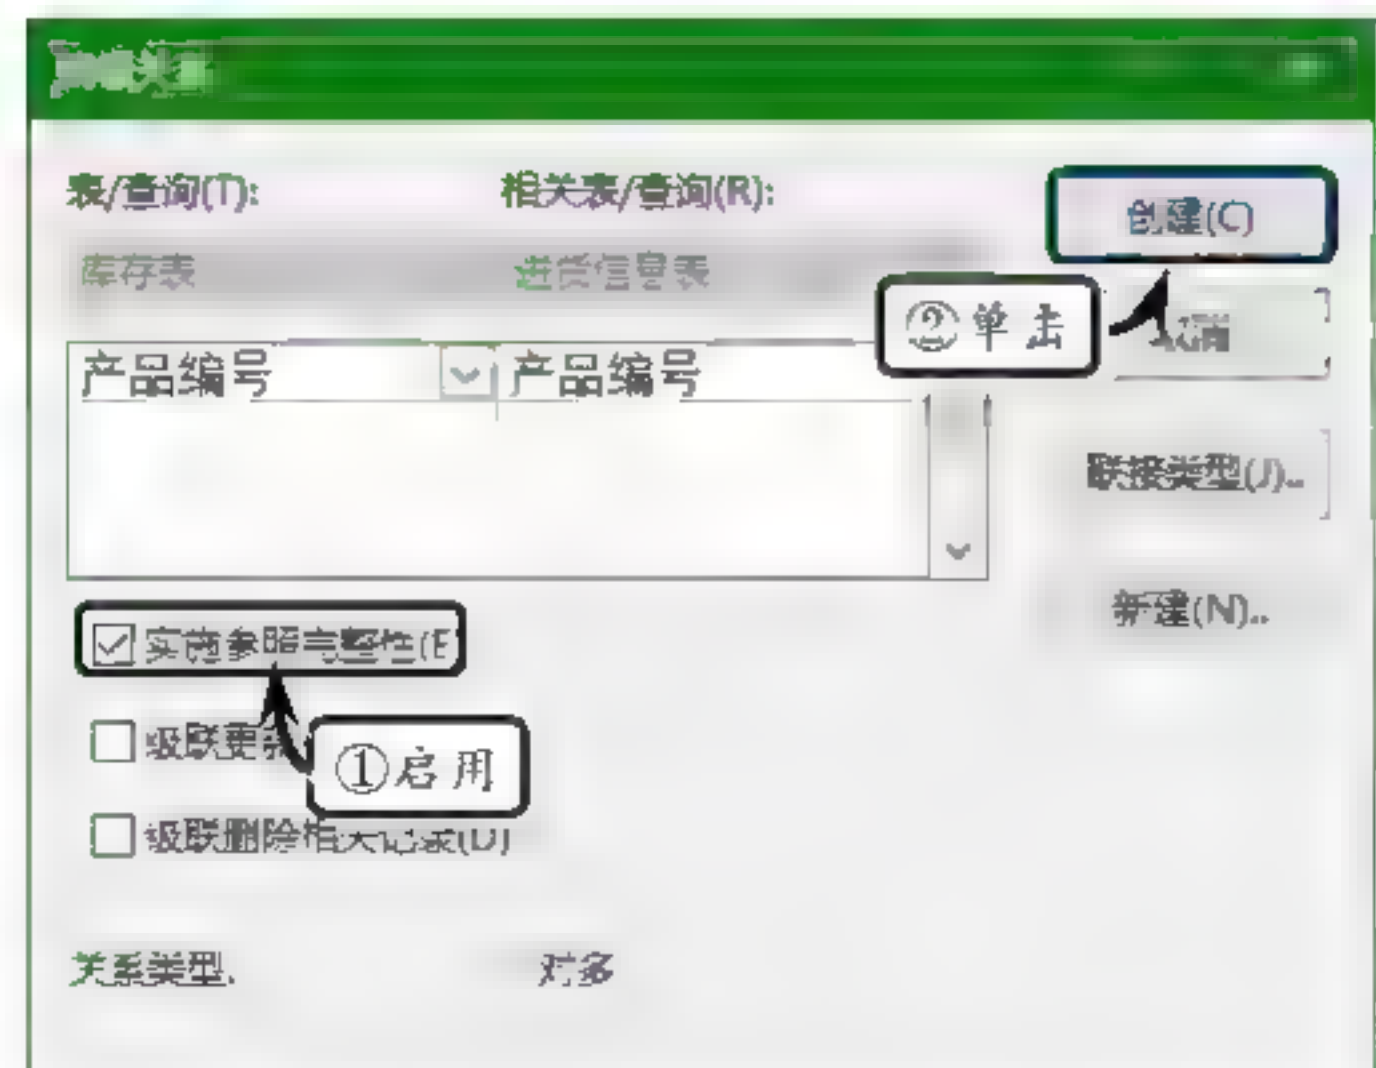 表/查询(T):
相关表/查询(R):
创建(C)
库存表
进货信息表
②单击
产品编号
产品编号
联接类型(J)..
新建(N)..
实施参照完整性(E
级联更
①启用
级联删除相关记录(D)
关系类型.
对多